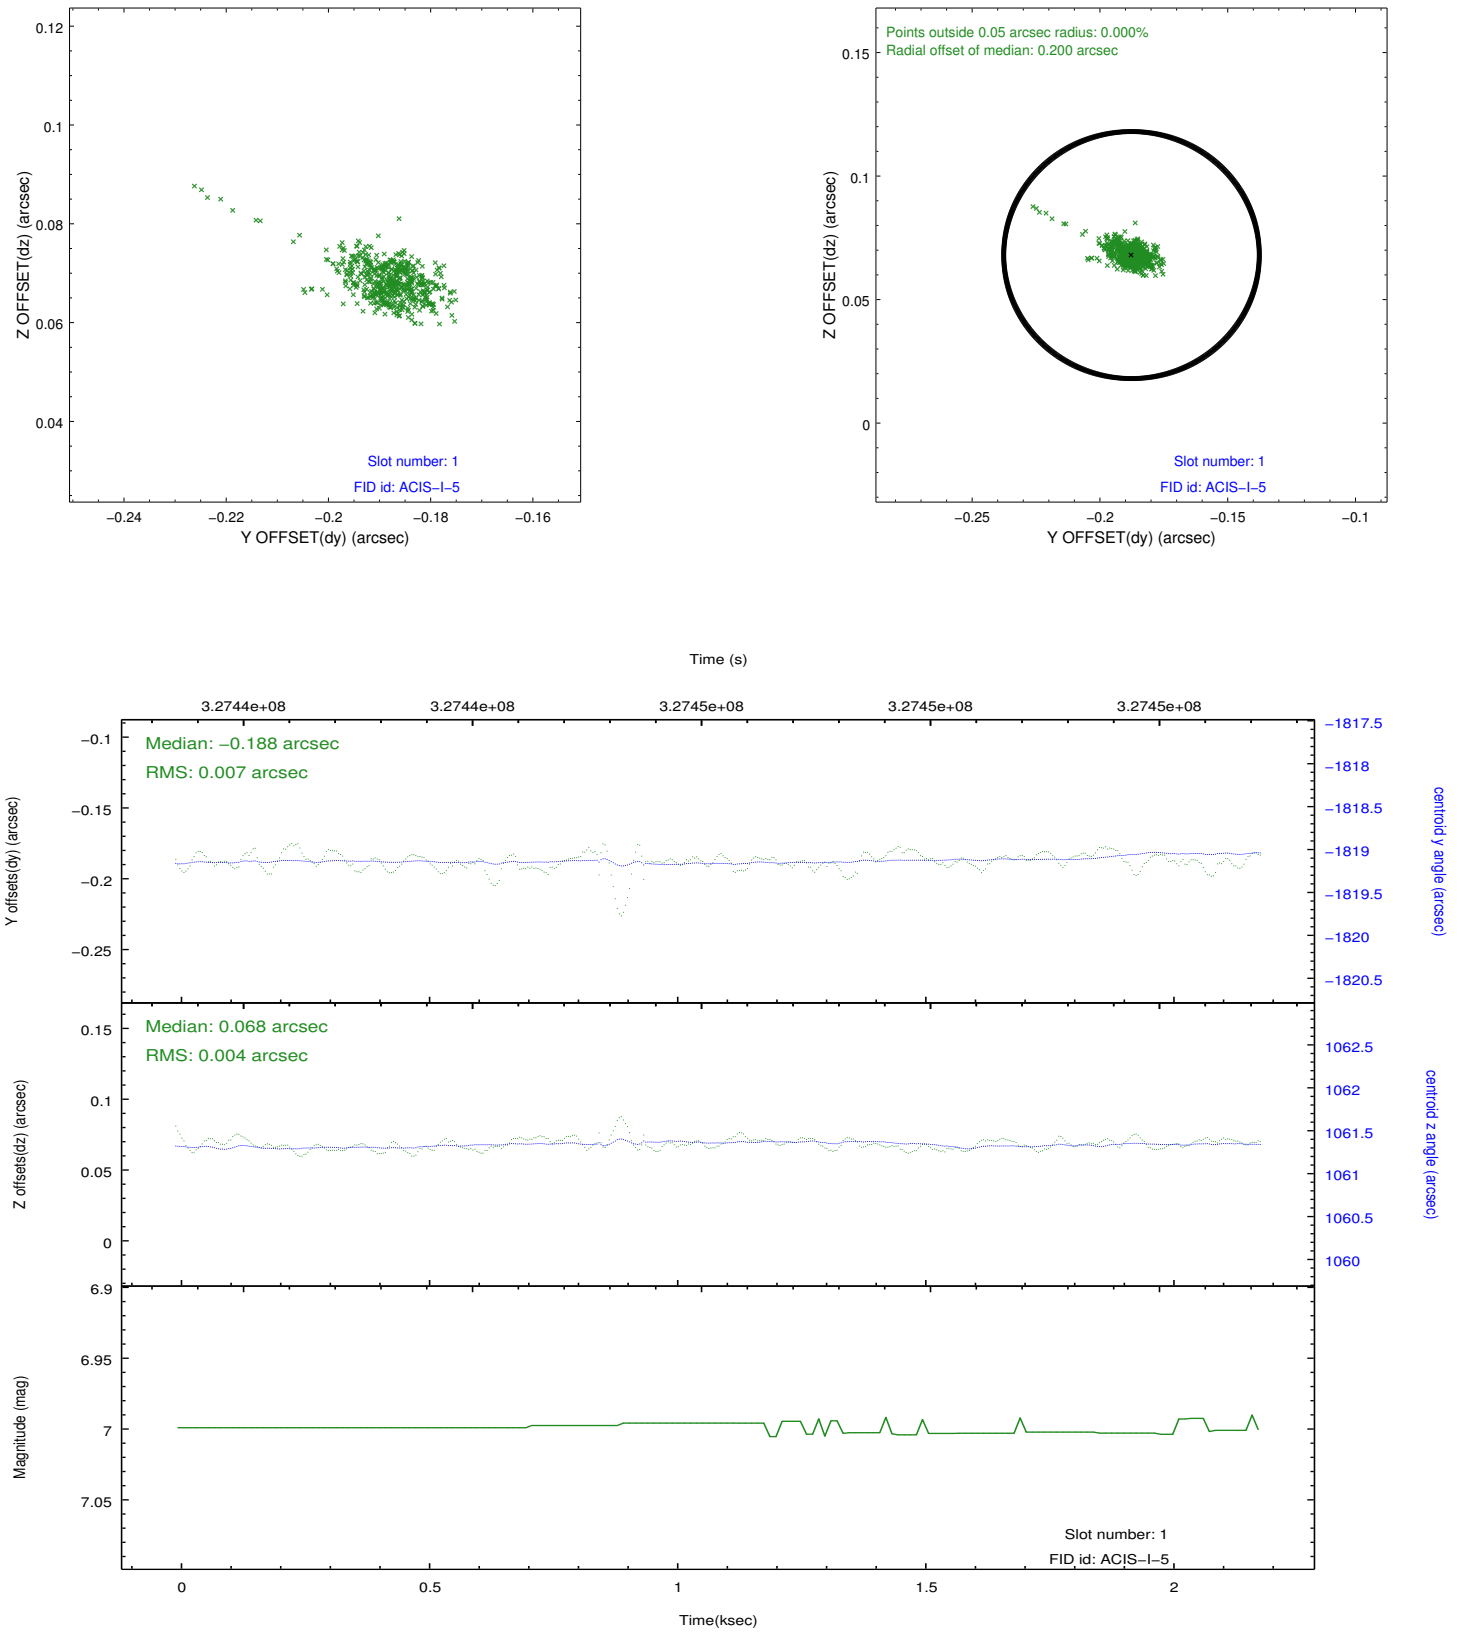 0.12
0.1
0.08
0.06
0.04
Z OFFSET(dz) (arcsec)
Slot number: 1
FID id: ACIS−I−5
−0.24 −0.22 −0.2 −0.18 −0.16
Y OFFSET(dy) (arcsec)
Points outside 0.05 arcsec radius: 0.000%
Radial offset of median: 0.200 arcsec
0.15
0.1
0.05
0
Z OFFSET(dz) (arcsec)
Slot number: 1
FID id: ACIS−I−5
−0.25 −0.2 −0.15 −0.1
Y OFFSET(dy) (arcsec)
Time (s)
3.2744e+08 3.2744e+08 3.2745e+08 3.2745e+08 3.2745e+08
Median: −0.188 arcsec
RMS: 0.007 arcsec
−0.1
−0.15
−0.2
−0.25
Y offsets(dy) (arcsec)
−1817.5
−1818
−1818.5
−1819
−1819.5
−1820
−1820.5
centroid y angle (arcsec)
Median: 0.068 arcsec
RMS: 0.004 arcsec
0.15
0.1
0.05
0
Z offsets(dz) (arcsec)
1062.5
1062
1061.5
1061
1060.5
1060
centroid z angle (arcsec)
6.9
6.95
7
7.05
Magnitude (mag)
Slot number: 1
FID id: ACIS−I−5
0 0.5 1 1.5 2
Time(ksec)